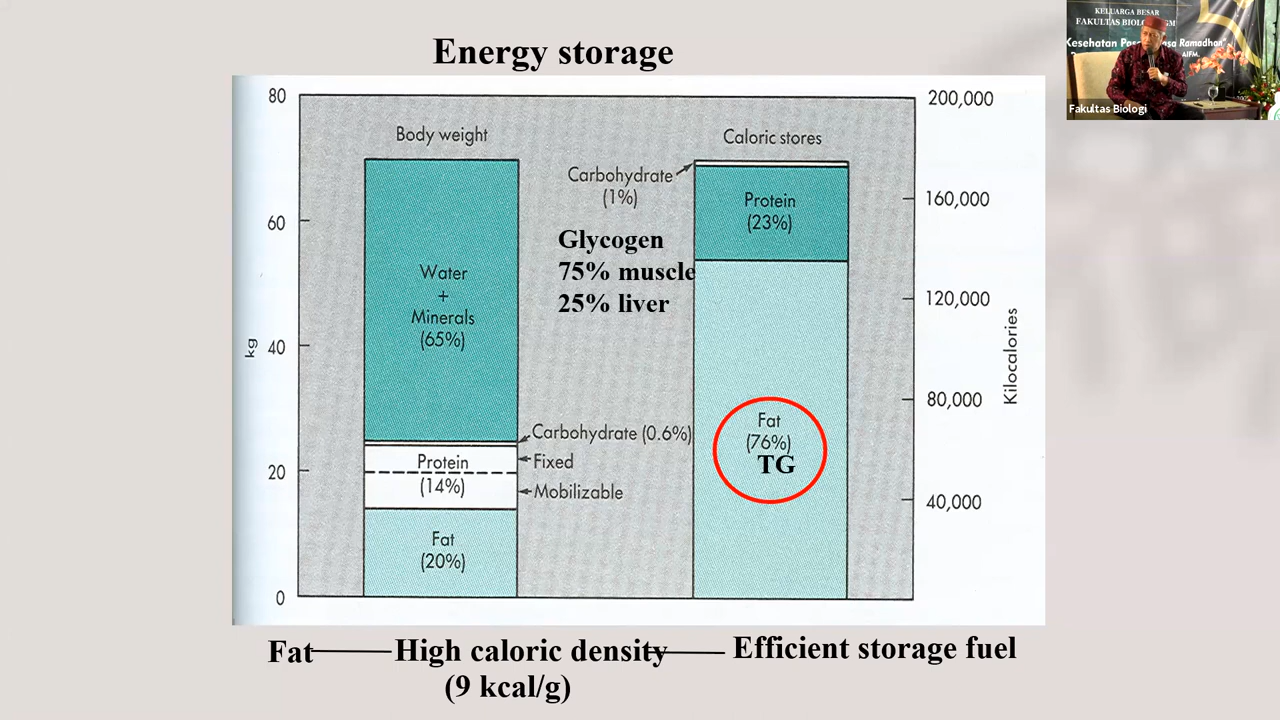 Energy storage
80
60
kg
40
20
0
Body weight
Water
+
Minerals
(65%)
Protein
(14%)
Fat
(20%)
Carbohydrate
(1%)
Glycogen
75% muscle
25% liver
Carbohydrate (0.6%)
Fixed
Mobilizable
Caloric stores
Protein
(23%)
Fat
(76%)
TG
200,000
160,000
120,000
80,000
40,000
Kilocalories
Fat
High caloric density
(9 kcal/g)
Efficient storage fuel
KELUARGA BESAR
FAKULTAS
Kesehatan
Ramadhan"
AIFM.
Fakultas Biologi